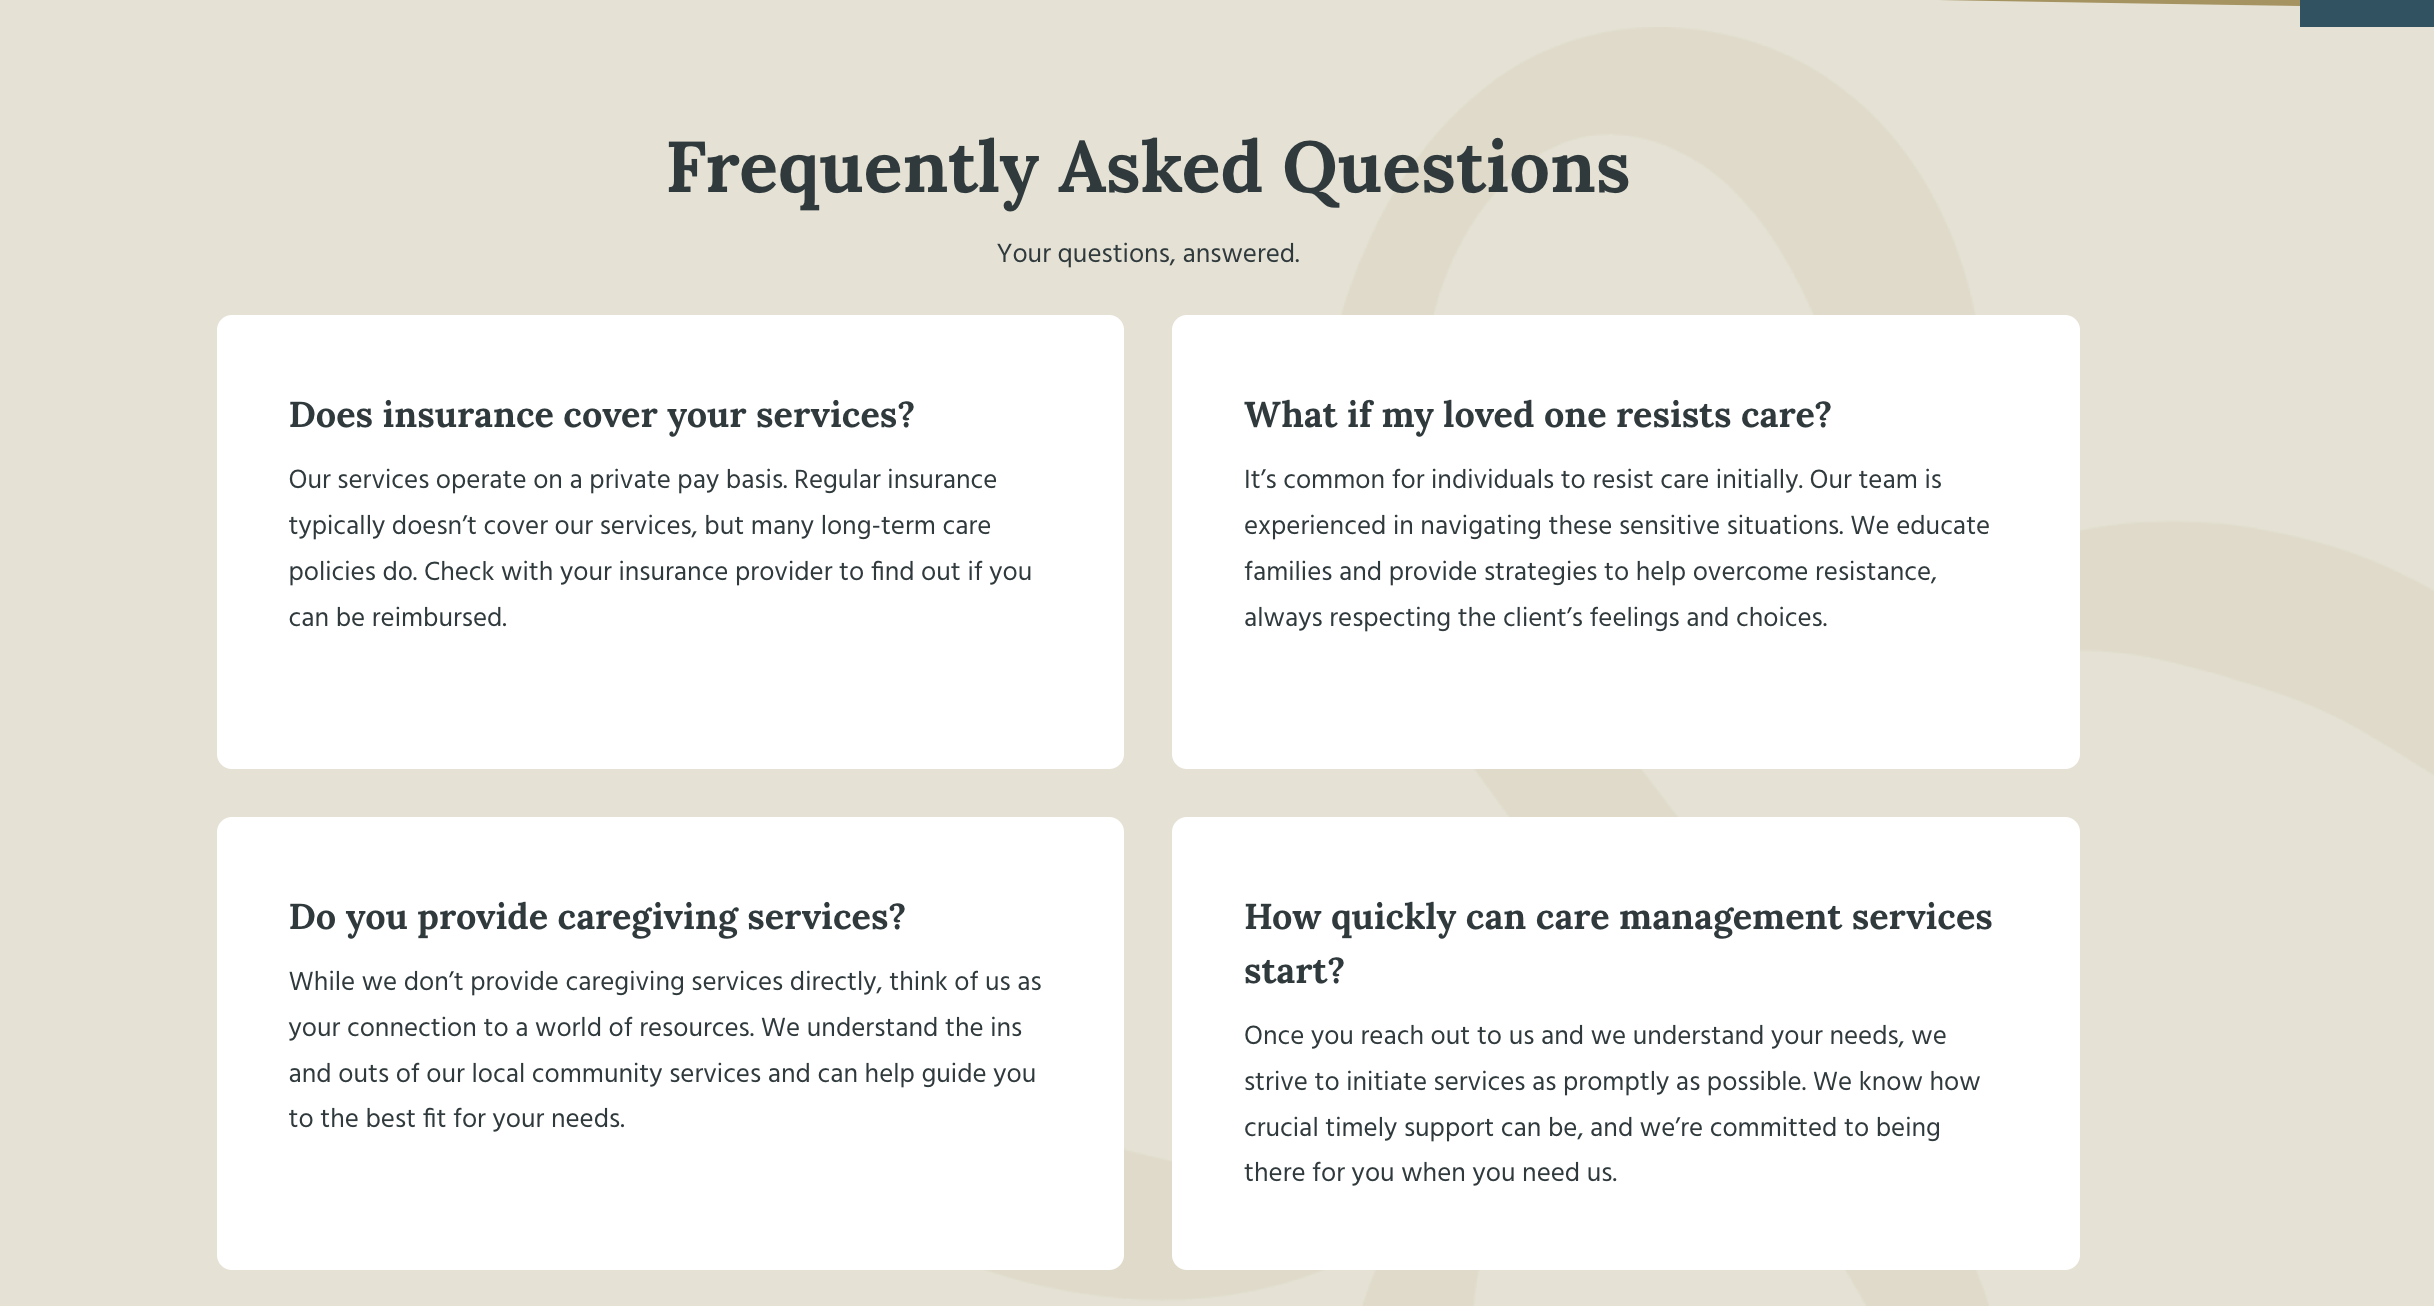 Frequently Asked Questions
Your questions, answered.
Does insurance cover your services?
Our services operate on a private pay basis. Regular insurance
typically doesn’t cover our services, but many long-term care
policies do. Check with your insurance provider to find out if you
can be reimbursed.
What if my loved one resists care?
It’s common for individuals to resist care initially. Our team is
experienced in navigating these sensitive situations. We educate
families and provide strategies to help overcome resistance,
always respecting the client’s feelings and choices.
Do you provide caregiving services?
While we don’t provide caregiving services directly, think of us as
your connection to a world of resources. We understand the ins
and outs of our local community services and can help guide you
to the best fit for your needs.
How quickly can care management services
start?
Once you reach out to us and we understand your needs, we
strive to initiate services as promptly as possible. We know how
crucial timely support can be, and we’re committed to being
there for you when you need us.